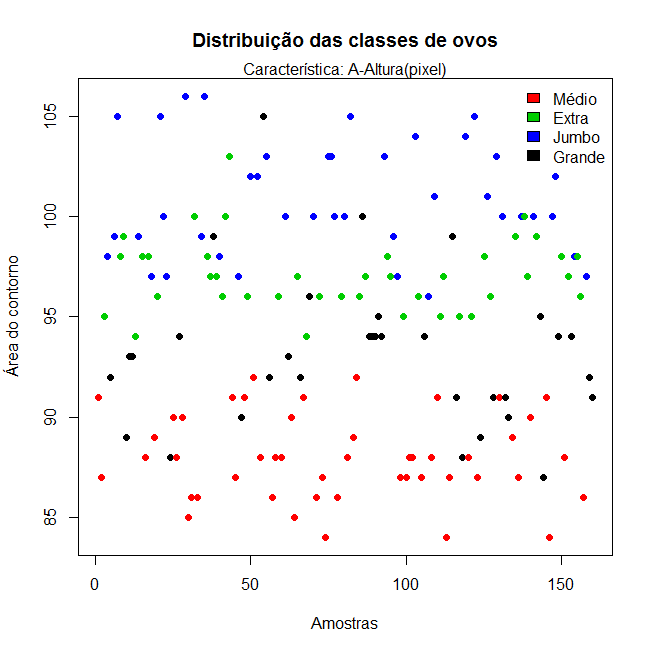 Distribuição das classes de ovos
Característica: A-Altura(pixel)
Médio
Extra
Jumbo
Grande
Área do contorno
105
100
95
90
85
0 50 100 150
Amostras